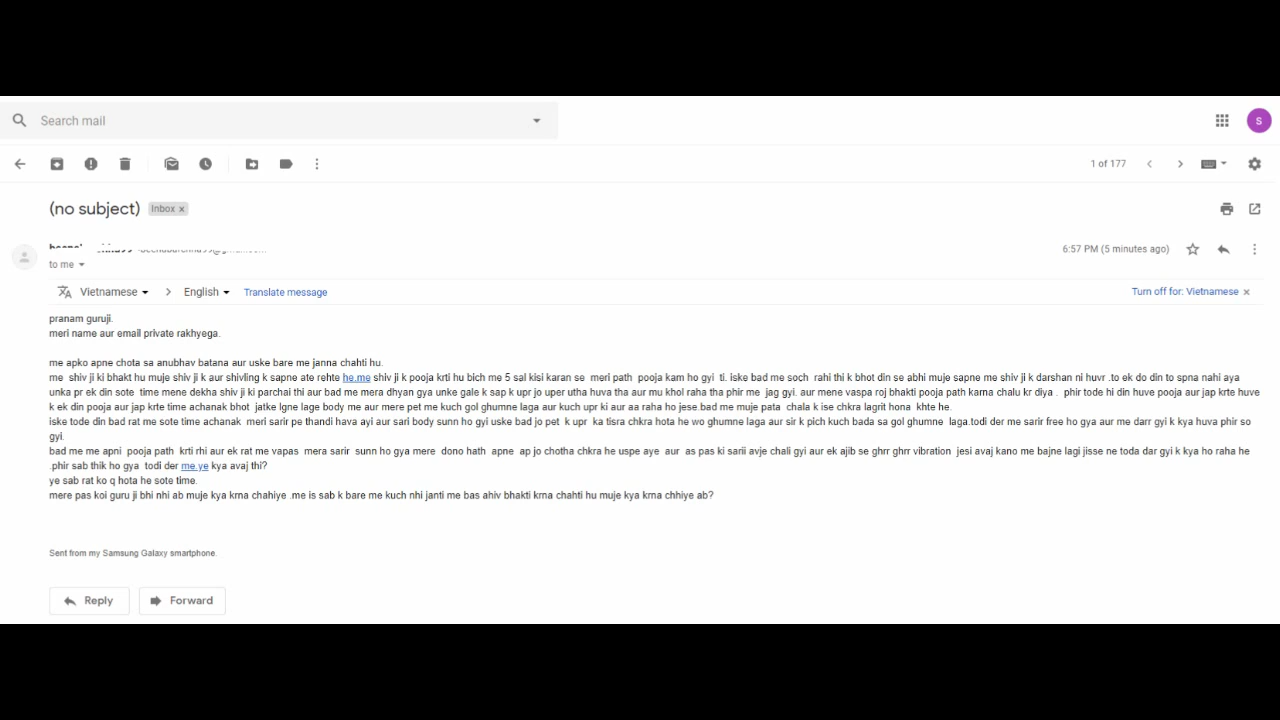 Search mail
S
1 of 177
(no subject)
Inbox x
6:57 PM (5 minutes ago)
to me
Vietnamese > English Translate message
Turn off for: Vietnamese x
pranam guruji.
meri name aur email private rakhyega.
me apko apne chota sa anubhav batana aur uske bare me janna chahti hu.
me shiv ji ki bhakt hu muje shiv ji k aur shivling k sapne ate rehte he.me shiv ji k pooja krti hu bich me 5 sal kisi karan se meri path pooja kam ho gyi ti. iske bad me soch rahi thi k bhot din se abhi muje sapne me shiv ji k darshan ni huvr .to ek do din to spna nahi aya
unka pr ek din sote time mene dekha shiv ji ki parchai thi aur bad me mera dhyan gya unke gale k sap k upr jo uper utha huva tha aur mu khol raha tha phir me jag gyi. aur mene vaspa roj bhakti pooja path karna chalu kr diya . phir tode hi din huve pooja aur jap krte huve
k ek din pooja aur jap krte time achanak bhot jatke lgne lage body me aur mere pet me kuch gol ghumne laga aur kuch upr ki aur aa raha ho jese.bad me muje pata chala k ise chkra lagrit hona khte he.
iske tode din bad rat me sote time achanak meri sarir pe thandi hava ayi aur sari body sunn ho gyi uske bad jo pet k upr ka tisra chkra hota he wo ghumne laga aur sir k pich kuch bada sa gol ghumne laga.todi der me sarir free ho gya aur me darr gyi k kya huva phir so
gyi.
bad me me apni pooja path krti rhi aur ek rat me vapas mera sarir sunn ho gya mere dono hath apne ap jo chotha chkra he uspe aye aur as pas ki sarii avje chali gyi aur ek ajib se ghrr ghrr vibration jesi avaj kano me bajne lagi jisse ne toda dar gyi k kya ho raha he
.phir sab thik ho gya todi der me.ye kya avaj thi?
ye sab rat ko q hota he sote time.
mere pas koi guru ji bhi nhi ab muje kya krna chahiye .me is sab k bare me kuch nhi janti me bas ahiv bhakti krna chahti hu muje kya krna chhiye ab?
Sent from my Samsung Galaxy smartphone.
Reply
Forward